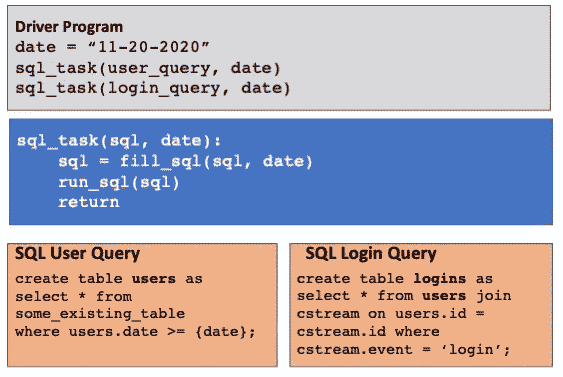 Driver Program
date = “11-20-2020”
sql_task(user_query, date)
sql_task(login_query, date)
sql_task(sql, date):
sql = fill_sql(sql, date)
run_sql(sql)
return
SQL User Query
create table users as
select * from
some_existing_table
where users.date >= {date};
SQL Login Query
create table logins as
select * from users join
cstream on users.id =
cstream.id where
cstream.event = ‘login’;